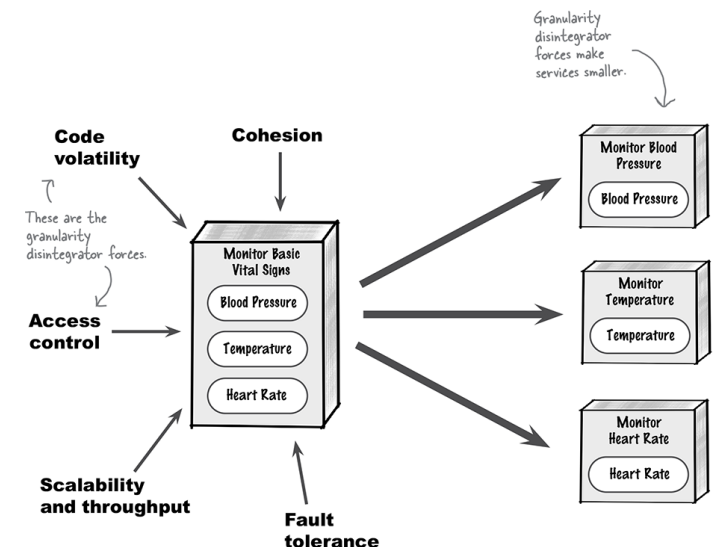 Granularity
disintegrator
forces make
services smaller.
Code
volatility
Cohesion
These are the
granularity
disintegrator forces.
Access
control
Scalability
and throughput
Fault
tolerance
Monitor Basic
Vital Signs
Blood Pressure
Temperature
Heart Rate
Monitor Blood
Pressure
Blood Pressure
Monitor
Temperature
Temperature
Monitor
Heart Rate
Heart Rate